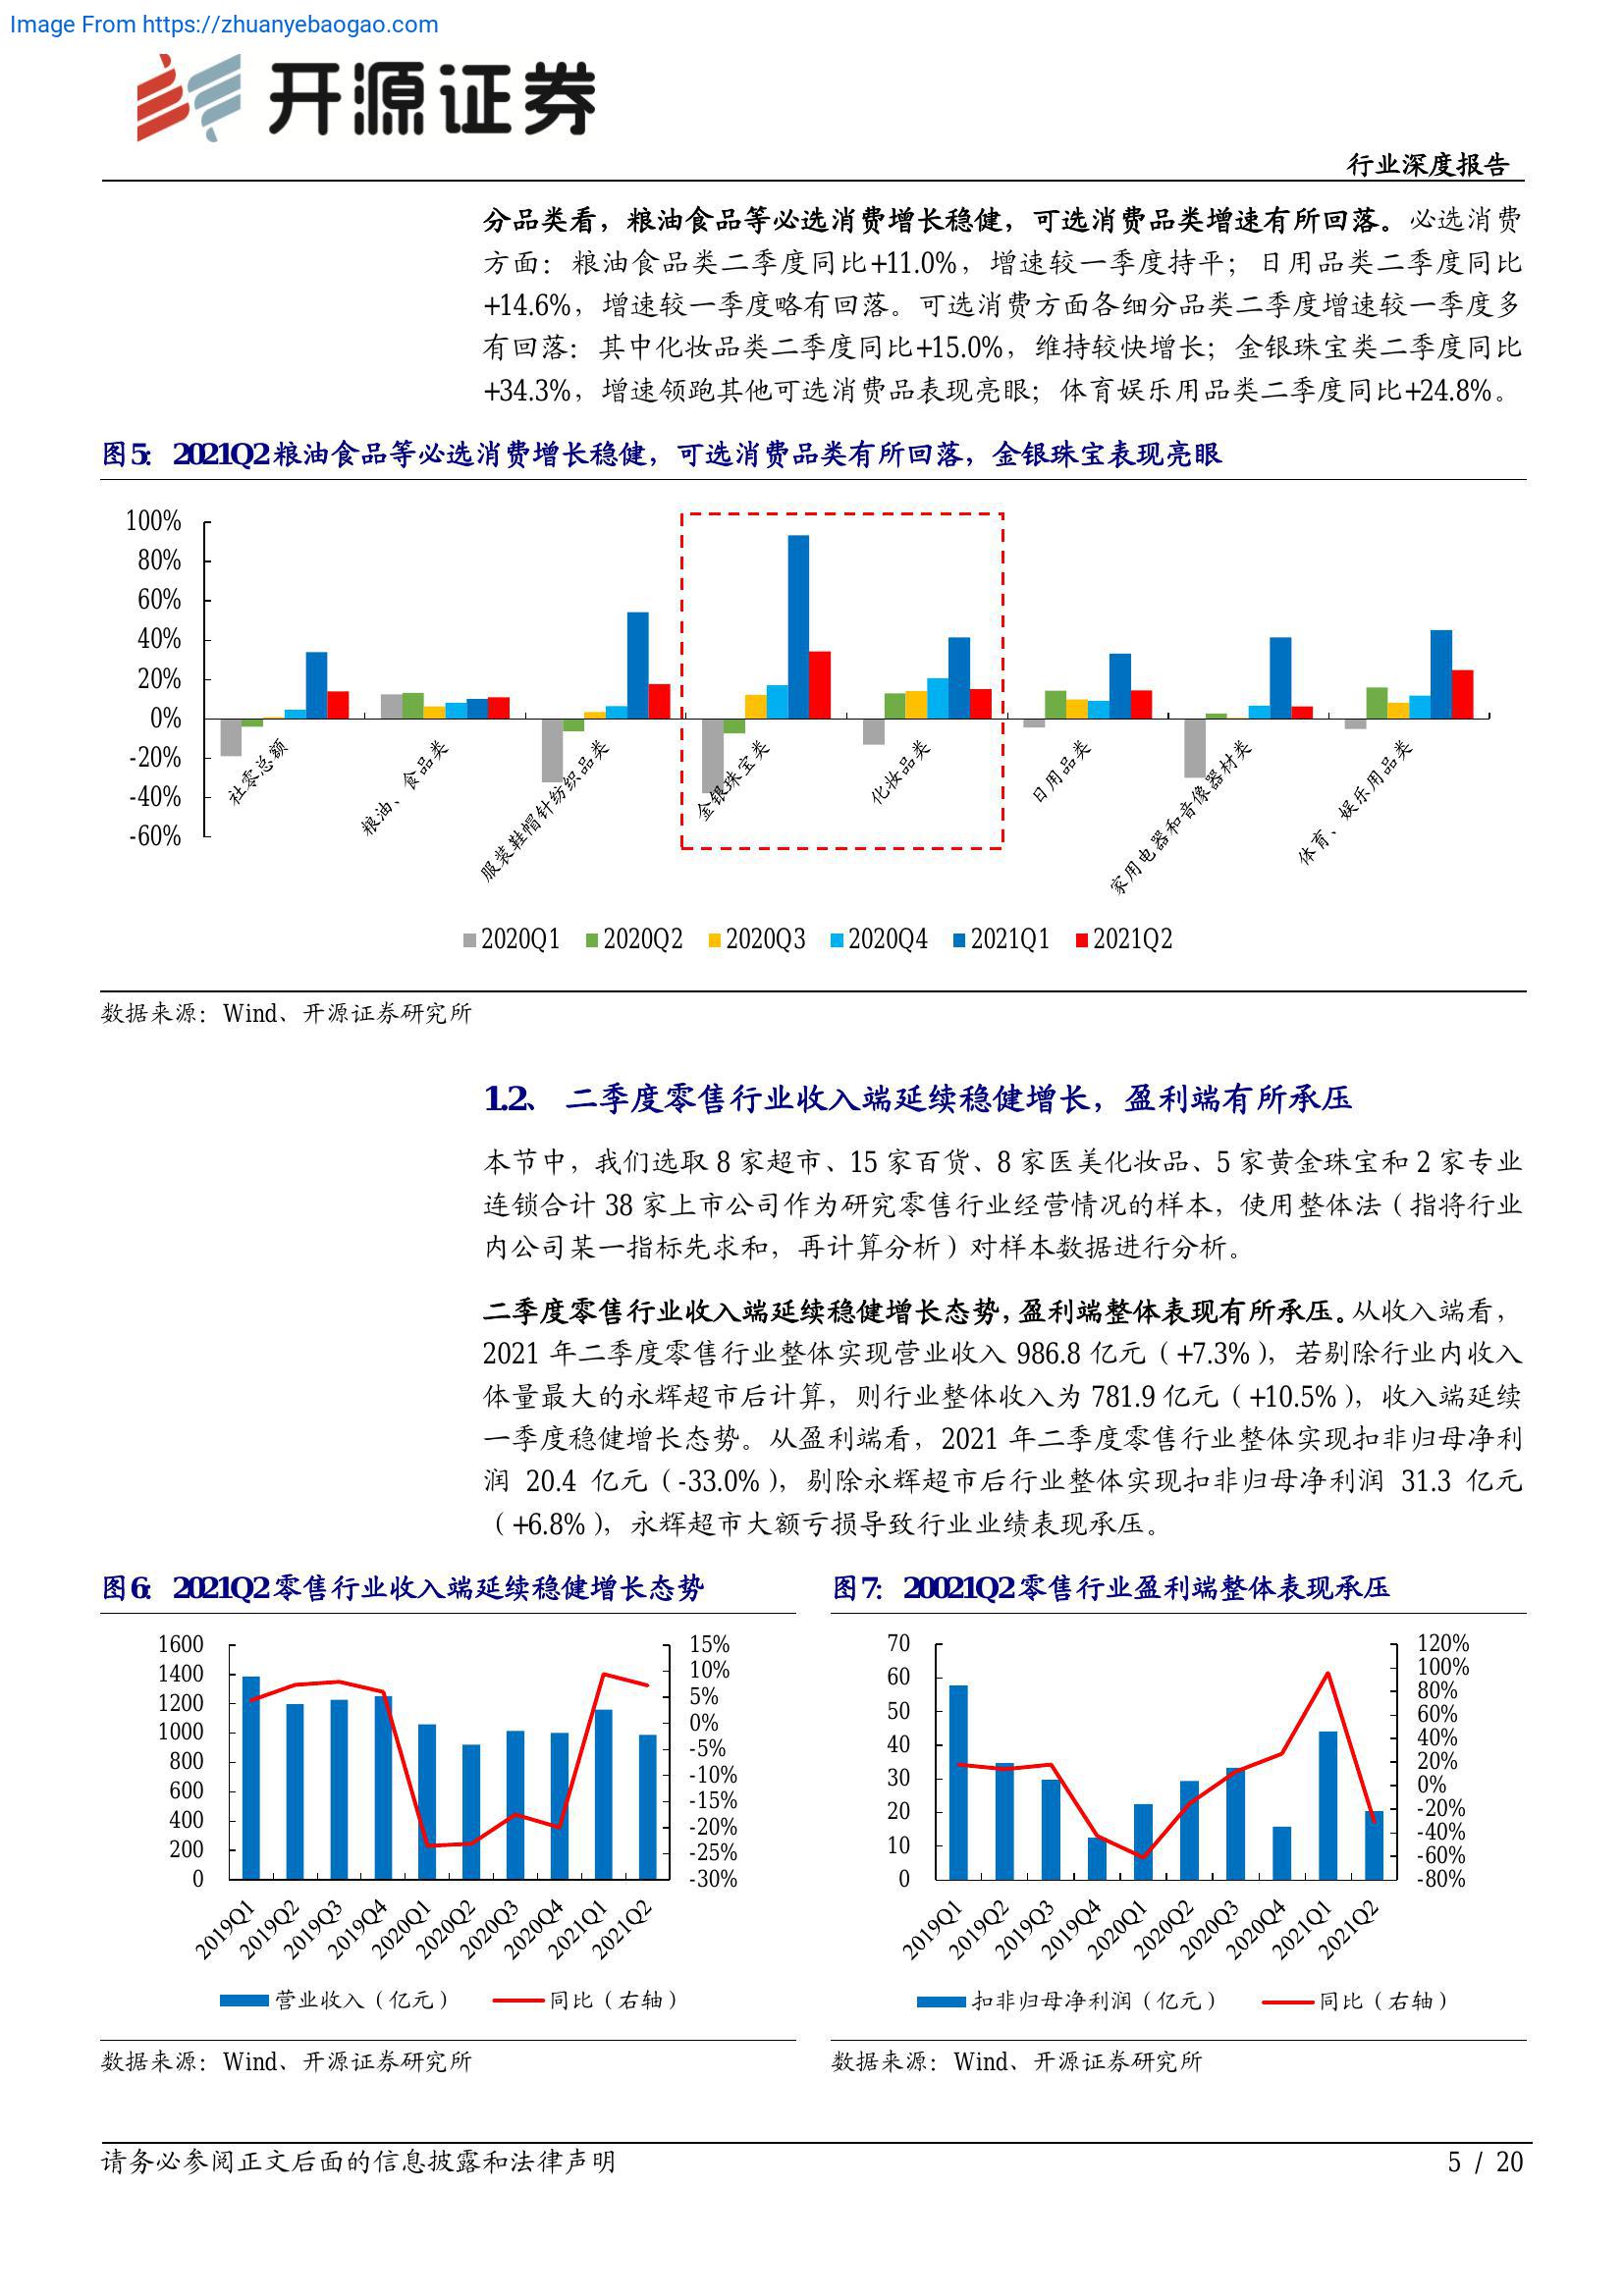 Image From https://zhuanyebaogao.com
开源证券
行业深度报告
分品类看，粮油食品等必选消费增长稳健，可选消费品类增速有所回落。必选消费
方面：粮油食品类二季度同比+11.0%，增速较一季度持平；日用品类二季度同比
+14.6%，增速较一季度略有回落。可选消费方面各细分品类二季度增速较一季度多
有回落：其中化妆品类二季度同比+15.0%，维持较快增长；金银珠宝类二季度同比
+34.3%，增速领跑其他可选消费品表现亮眼；体育娱乐用品类二季度同比+24.8%。
图5： 2021Q2粮油食品等必选消费增长稳健，可选消费品类有所回落，金银珠宝表现亮眼
100%
80%
60%
40%
20%
0%
-20%
-40%
-60%
社零总额
粮油、食品类
服装鞋帽针纺织品类
金银珠宝类
化妆品类
日用品类
家用电器和音像器材类
体育、娱乐用品类
2020Q1 2020Q2 2020Q3 2020Q4 2021Q1 2021Q2
数据来源：Wind、开源证券研究所
1.2、 二季度零售行业收入端延续稳健增长，盈利端有所承压
本节中，我们选取 8 家超市、15 家百货、8 家医美化妆品、5 家黄金珠宝和 2 家专业
连锁合计 38 家上市公司作为研究零售行业经营情况的样本，使用整体法（指将行业
内公司某一指标先求和，再计算分析）对样本数据进行分析。
二季度零售行业收入端延续稳健增长态势，盈利端整体表现有所承压。从收入端看，
2021 年二季度零售行业整体实现营业收入 986.8 亿元（+7.3%），若剔除行业内收入
体量最大的永辉超市后计算，则行业整体收入为 781.9 亿元（+10.5%），收入端延续
一季度稳健增长态势。从盈利端看，2021 年二季度零售行业整体实现扣非归母净利
润 20.4 亿元（-33.0%），剔除永辉超市后行业整体实现扣非归母净利润 31.3 亿元
（+6.8%），永辉超市大额亏损导致行业业绩表现承压。
图6： 2021Q2零售行业收入端延续稳健增长态势
1600
1400
1200
1000
800
600
400
200
0
15%
10%
5%
0%
-5%
-10%
-15%
-20%
-25%
-30%
2019Q1 2019Q2 2019Q3 2019Q4 2020Q1 2020Q2 2020Q3 2020Q4 2021Q1 2021Q2
营业收入（亿元） 同比（右轴）
数据来源：Wind、开源证券研究所
图7： 20021Q2零售行业盈利端整体表现承压
70
60
50
40
30
20
10
0
120%
100%
80%
60%
40%
20%
0%
-20%
-40%
-60%
-80%
2019Q1 2019Q2 2019Q3 2019Q4 2020Q1 2020Q2 2020Q3 2020Q4 2021Q1 2021Q2
扣非归母净利润（亿元） 同比（右轴）
数据来源：Wind、开源证券研究所
请务必参阅正文后面的信息披露和法律声明
5 / 20